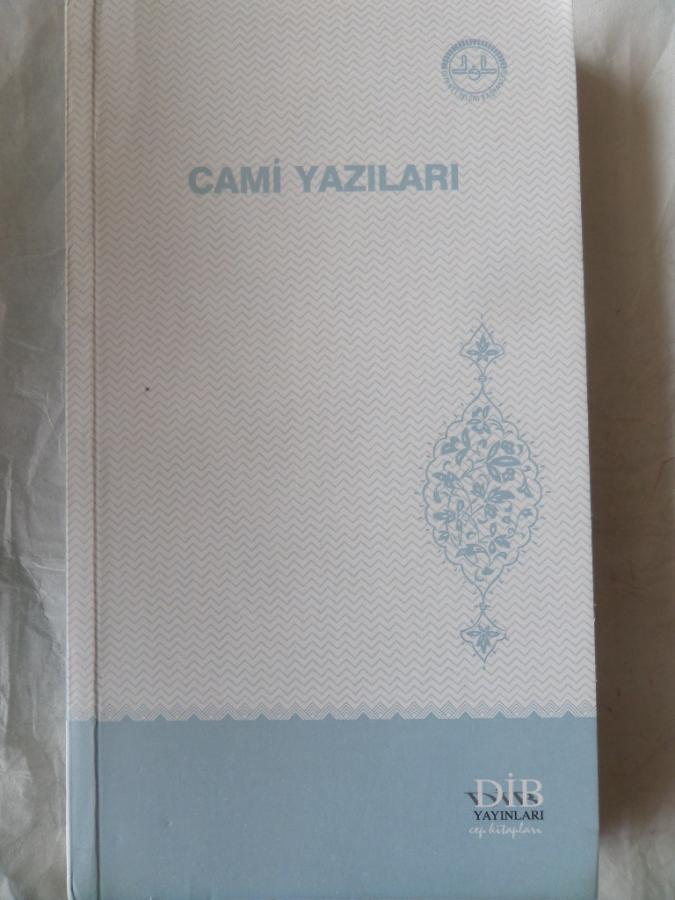 CAMİ YAZILARI
DİB
YAYINLARI
cep kitapları